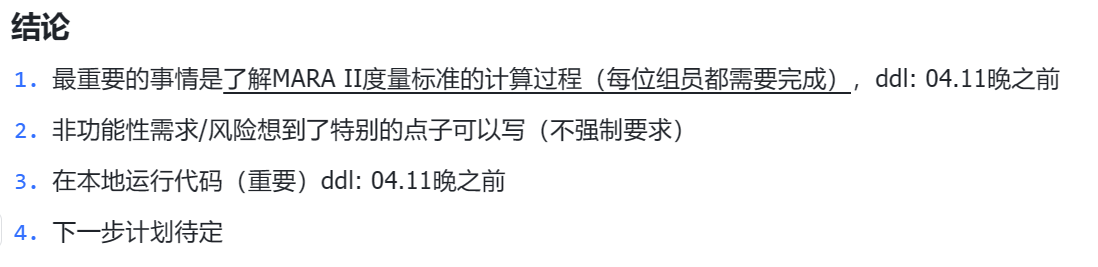 结论
1. 最重要的事情是了解MARA II度量标准的计算过程（每位组员都需要完成），ddl: 04.11晚之前
2. 非功能性需求/风险想到了特别的点子可以写（不强制要求）
3. 在本地运行代码（重要）ddl: 04.11晚之前
4. 下一步计划待定